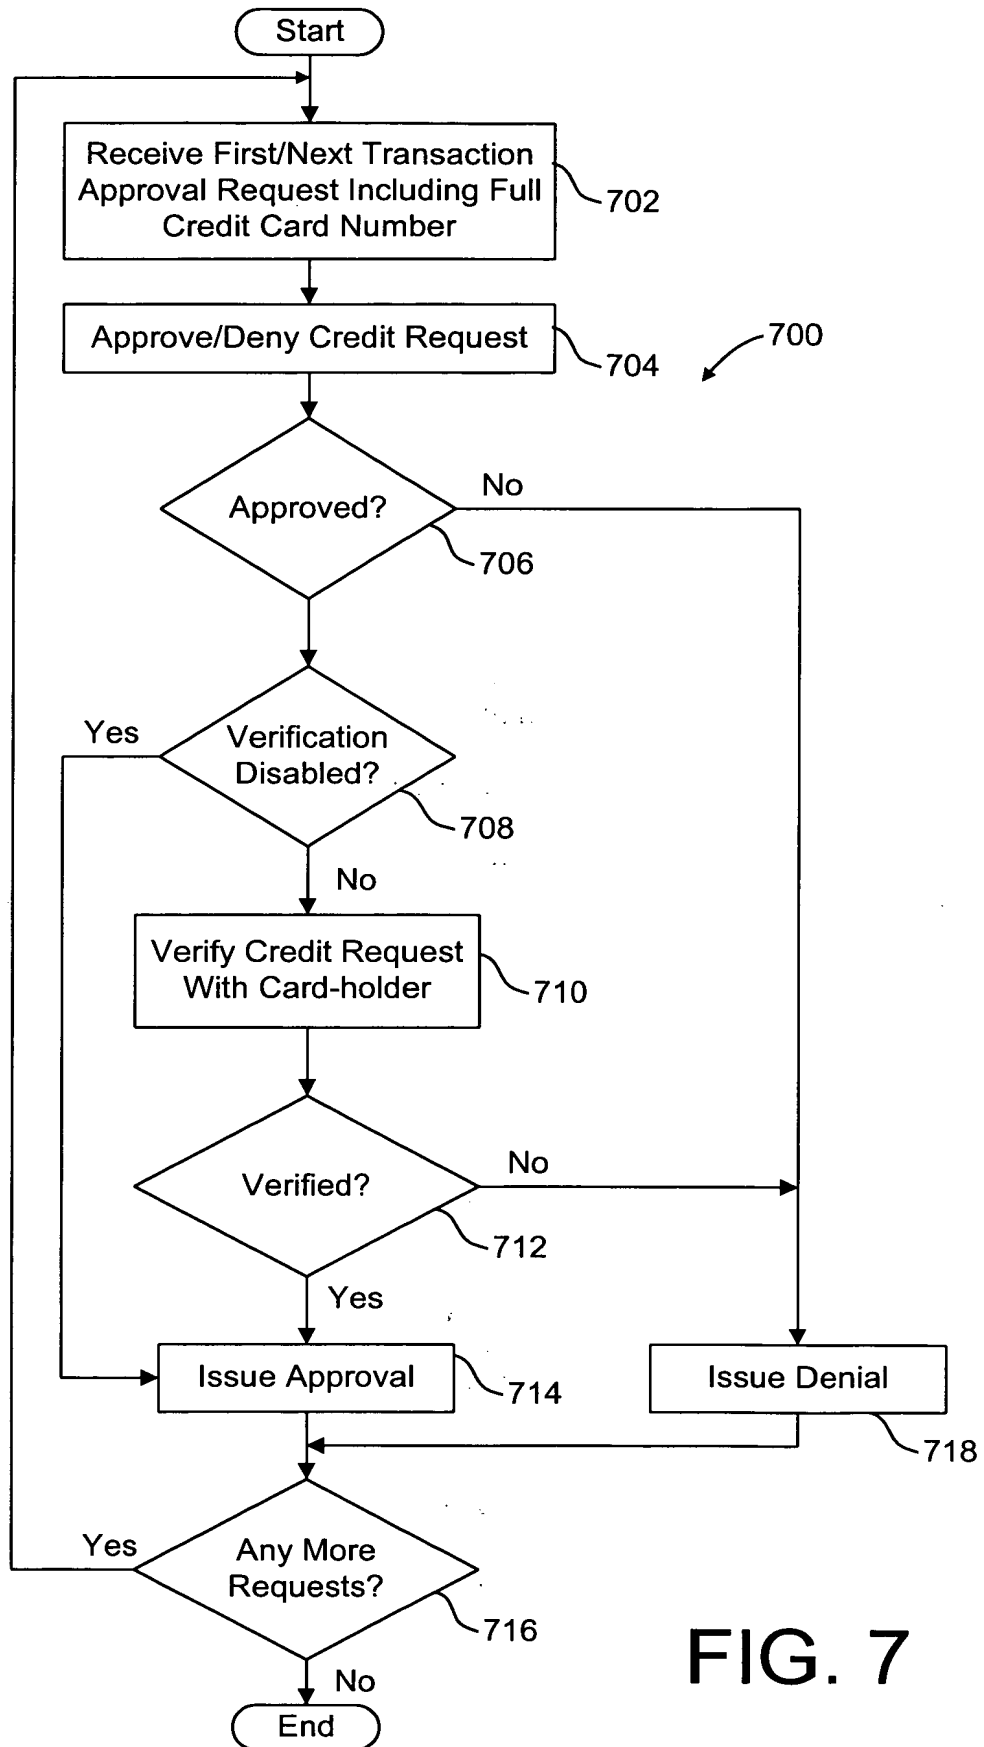 Start
Receive First/Next Transaction
Approval Request Including Full
Credit Card Number
702
Approve/Deny Credit Request
704
700
Approved?
No
706
Yes
Verification
Disabled?
708
No
Verify Credit Request
With Card-holder
710
Verified?
No
712
Yes
Issue Approval
714
Issue Denial
718
Yes
Any More
Requests?
716
No
End
FIG. 7